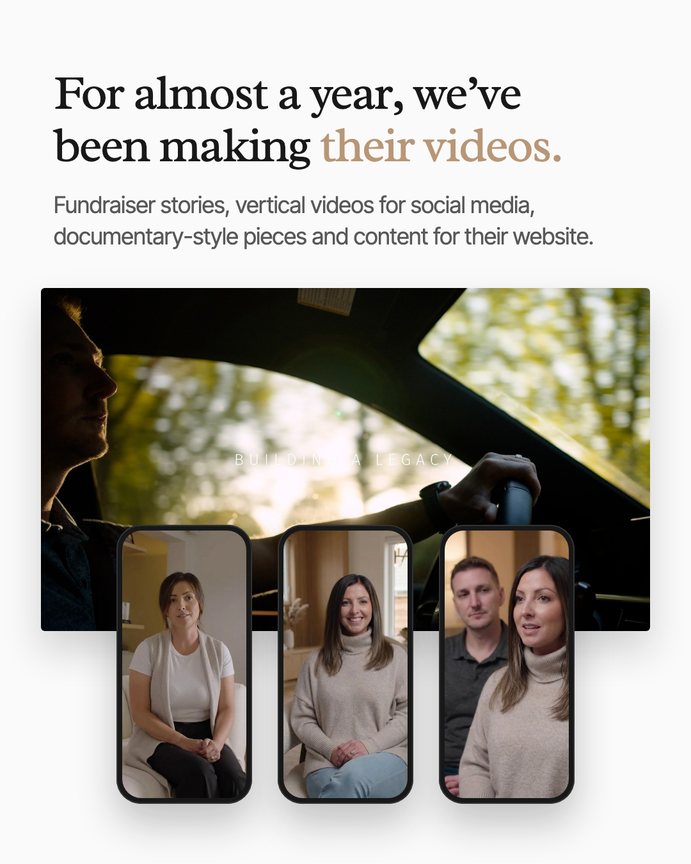 For almost a year, we’ve
been making their videos.
Fundraiser stories, vertical videos for social media,
documentary-style pieces and content for their website.
BUILDING A LEGACY